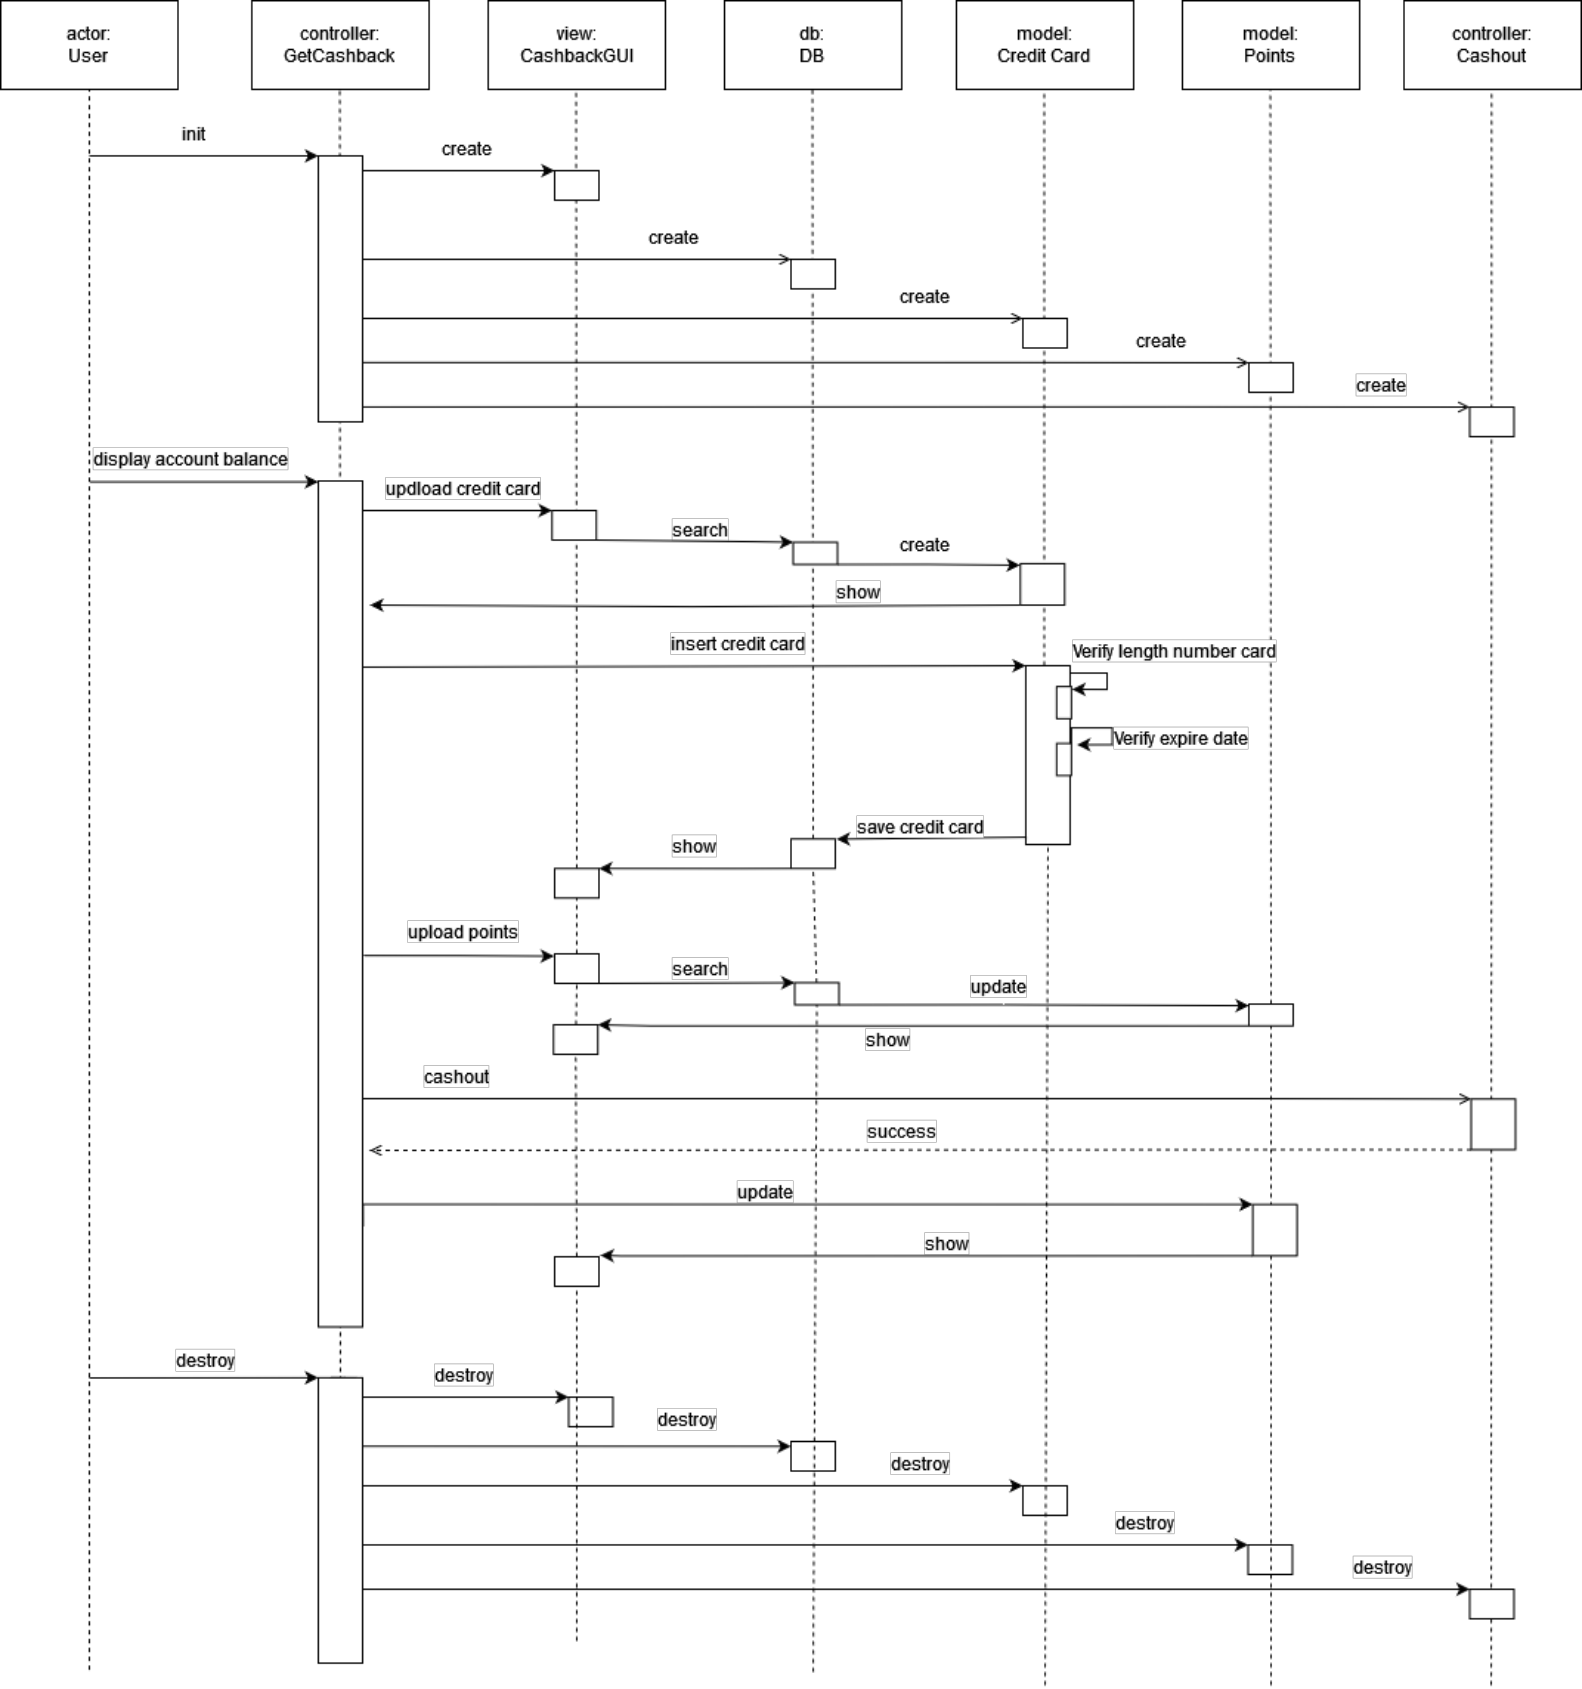 actor:
User
controller:
GetCashback
view:
CashbackGUI
db:
DB
model:
Credit Card
model:
Points
controller:
Cashout
init
create
create
create
create
create
display account balance
updload credit card
search
create
show
insert credit card
Verify length number card
Verify expire date
save credit card
show
upload points
search
update
show
cashout
success
update
show
destroy
destroy
destroy
destroy
destroy
destroy